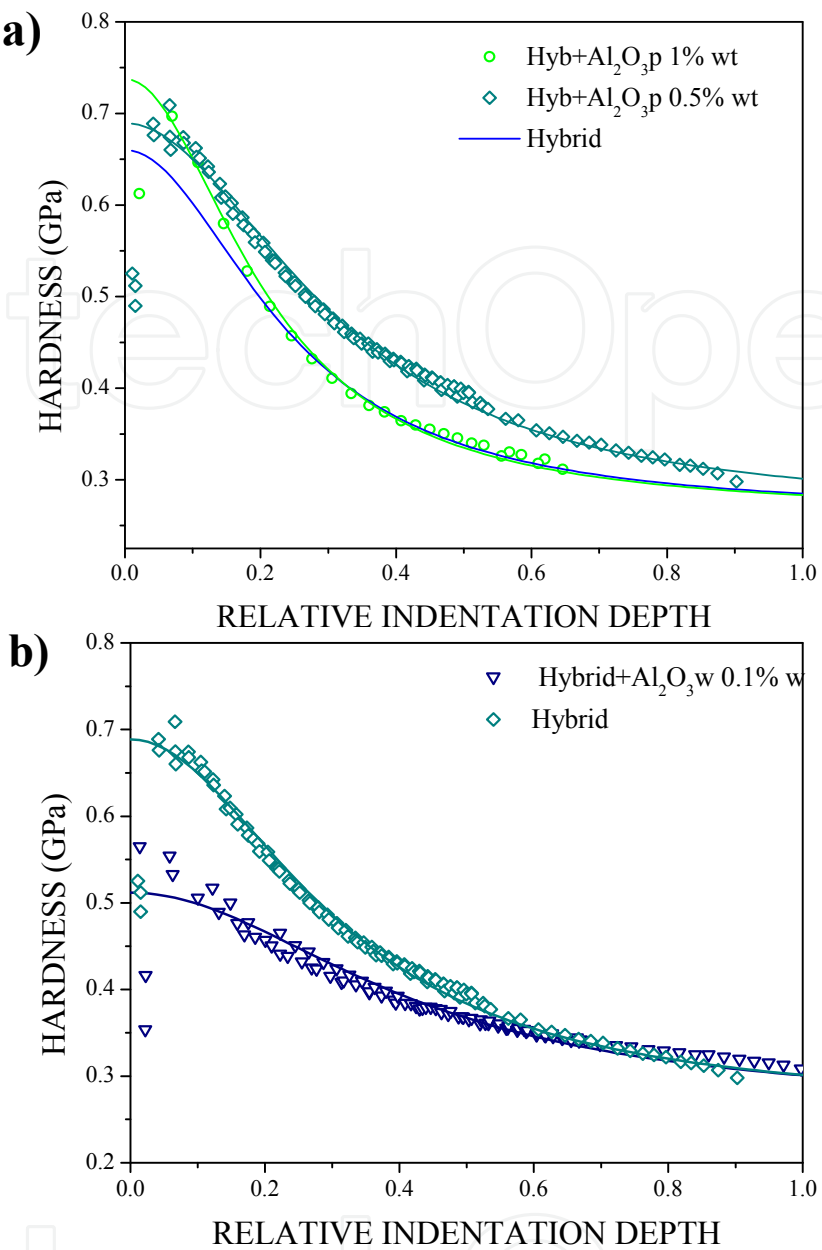 a)
0.8
0.7
0.6
0.5
0.4
0.3
HARDNESS (GPa)
Hyb+Al₂O₃p 1% wt
Hyb+Al₂O₃p 0.5% wt
Hybrid
techOpe
0.0 0.2 0.4 0.6 0.8 1.0
RELATIVE INDENTATION DEPTH
b)
0.8
0.7
0.6
0.5
0.4
0.3
0.2
HARDNESS (GPa)
Hybrid+Al₂O₃w 0.1% w
Hybrid
0.0 0.2 0.4 0.6 0.8 1.0
RELATIVE INDENTATION DEPTH